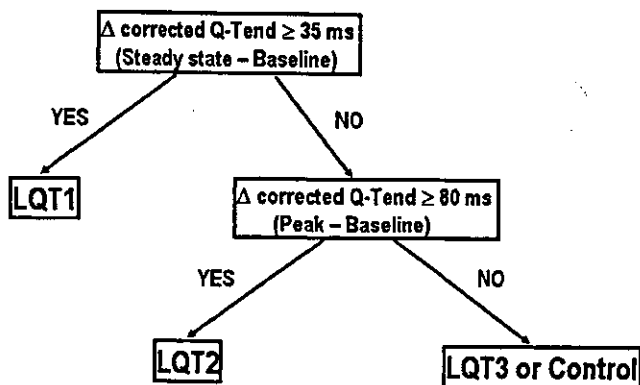 Δ corrected Q-Tend ≥ 35 ms
(Steady state – Baseline)
YES
NO
LQT1
Δ corrected Q-Tend ≥ 80 ms
(Peak – Baseline)
YES
NO
LQT2
LQT3 or Control